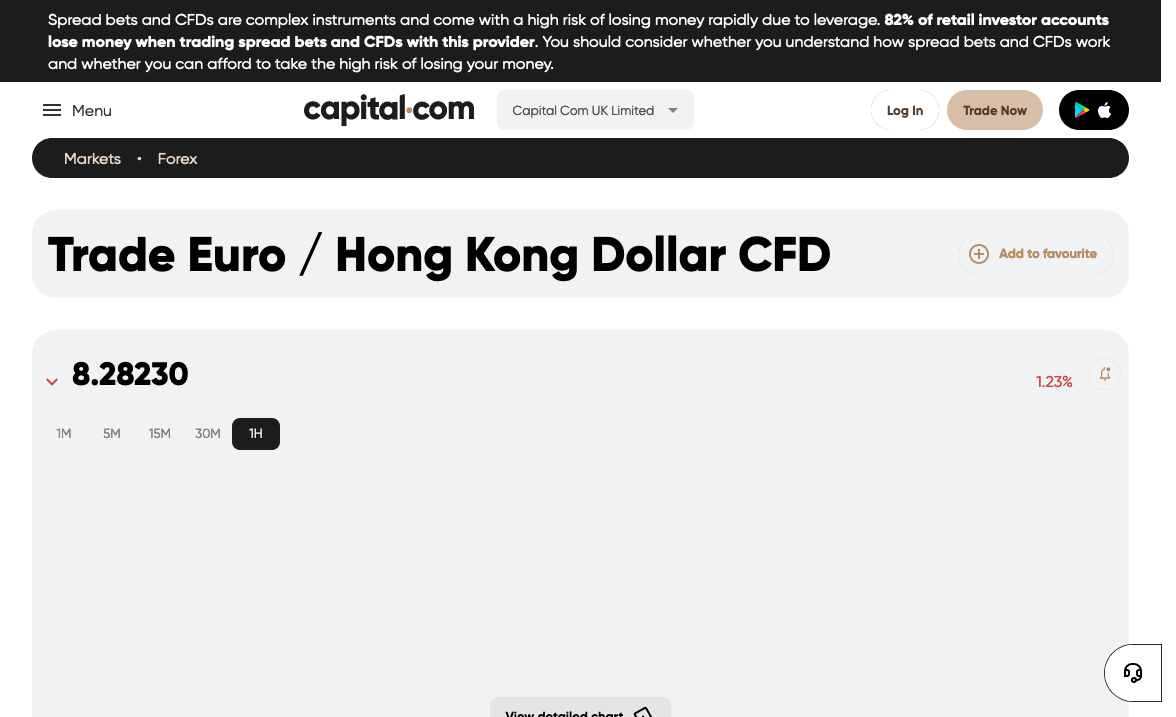 Spread bets and CFDs are complex instruments and come with a high risk of losing money rapidly due to leverage. 82% of retail investor accounts
lose money when trading spread bets and CFDs with this provider. You should consider whether you understand how spread bets and CFDs work
and whether you can afford to take the high risk of losing your money.
Menu
capital.com
Capital Com UK Limited
Log In
Trade Now
Markets • Forex
Trade Euro / Hong Kong Dollar CFD
Add to favourite
8.28230
1.23%
1M
5M
15M
30M
1H
View detailed chart